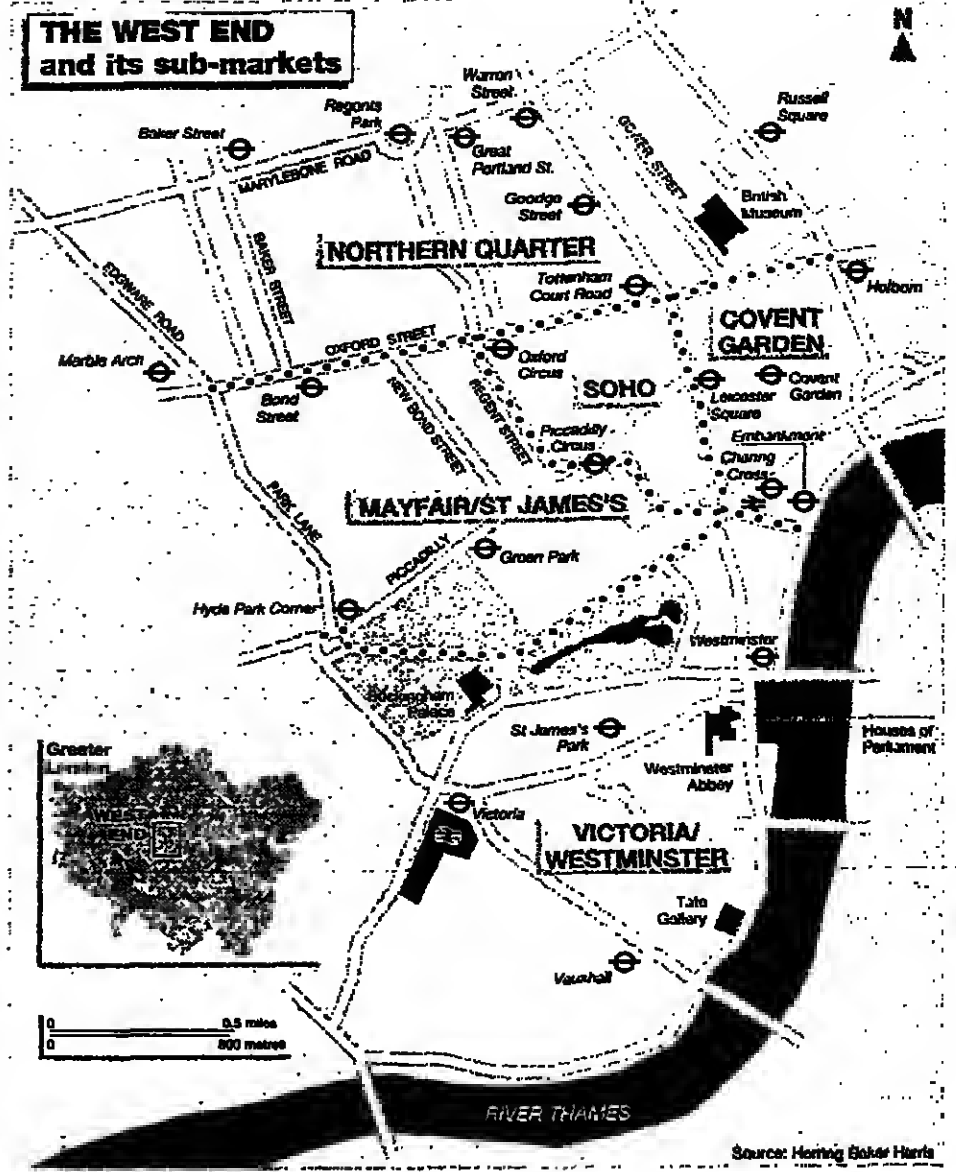 THE WEST END
and its sub-markets
N
Warron
Street
Regonts
Park
Russell
Square
Baker Street
Great
Portland St.
MARYLEBONE ROAD
GOWER STREET
Goodge
Street
British
Museum
NORTHERN QUARTER
BAKER STREET
EDGWARE ROAD
Tottenham
Court Road
Holborn
COVENT
GARDEN
OXFORD STREET
Marble Arch
Oxford
Circus
SOHO
Covent
Garden
Bond
Street
NEW BOND STREET
REGENT STREET
Leicester
Square
Piccadilly
Circus
Embankment
Charing
Cross
PARK LANE
MAYFAIR/ST JAMES'S
PICCADILLY
Green Park
Hyde Park Corner
Westminster
Buckingham
Palace
St James's
Park
Houses of
Parliament
Westminster
Abbey
Greater
London
WEST
END
Victoria
VICTORIA/
WESTMINSTER
Tate
Gallery
Vauxhall
0 0.5 miles
0 800 metres
RIVER THAMES
Source: Herring Baker Harris